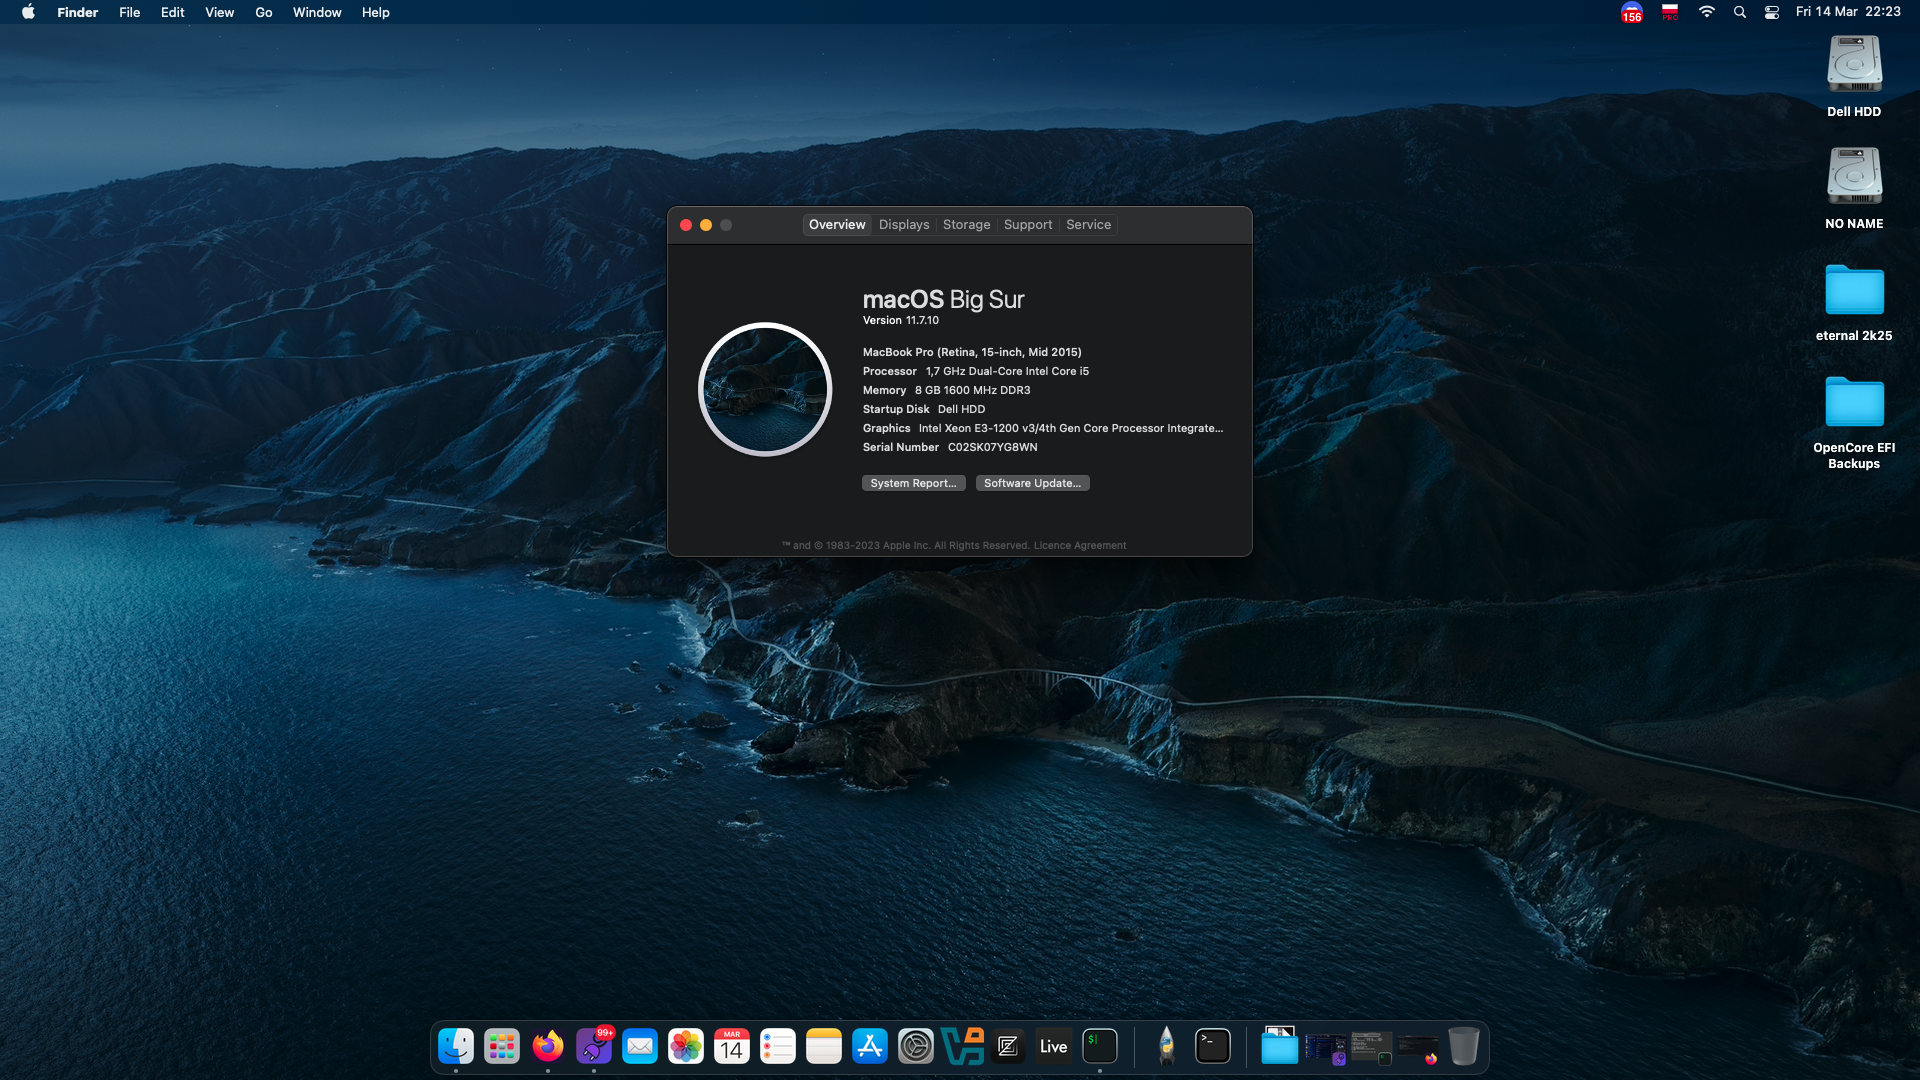 Finder File Edit View Go Window Help
156 PRO Fri 14 Mar 22:23
Dell HDD
NO NAME
eternal 2k25
OpenCore EFI
Backups
Overview Displays Storage Support Service
macOS Big Sur
Version 11.7.10
MacBook Pro (Retina, 15-inch, Mid 2015)
Processor 1,7 GHz Dual-Core Intel Core i5
Memory 8 GB 1600 MHz DDR3
Startup Disk Dell HDD
Graphics Intel Xeon E3-1200 v3/4th Gen Core Processor Integrate...
Serial Number C02SK07YG8WN
System Report... Software Update...
™ and © 1983-2023 Apple Inc. All Rights Reserved. Licence Agreement
99+
MAR
14
Live
$
>_